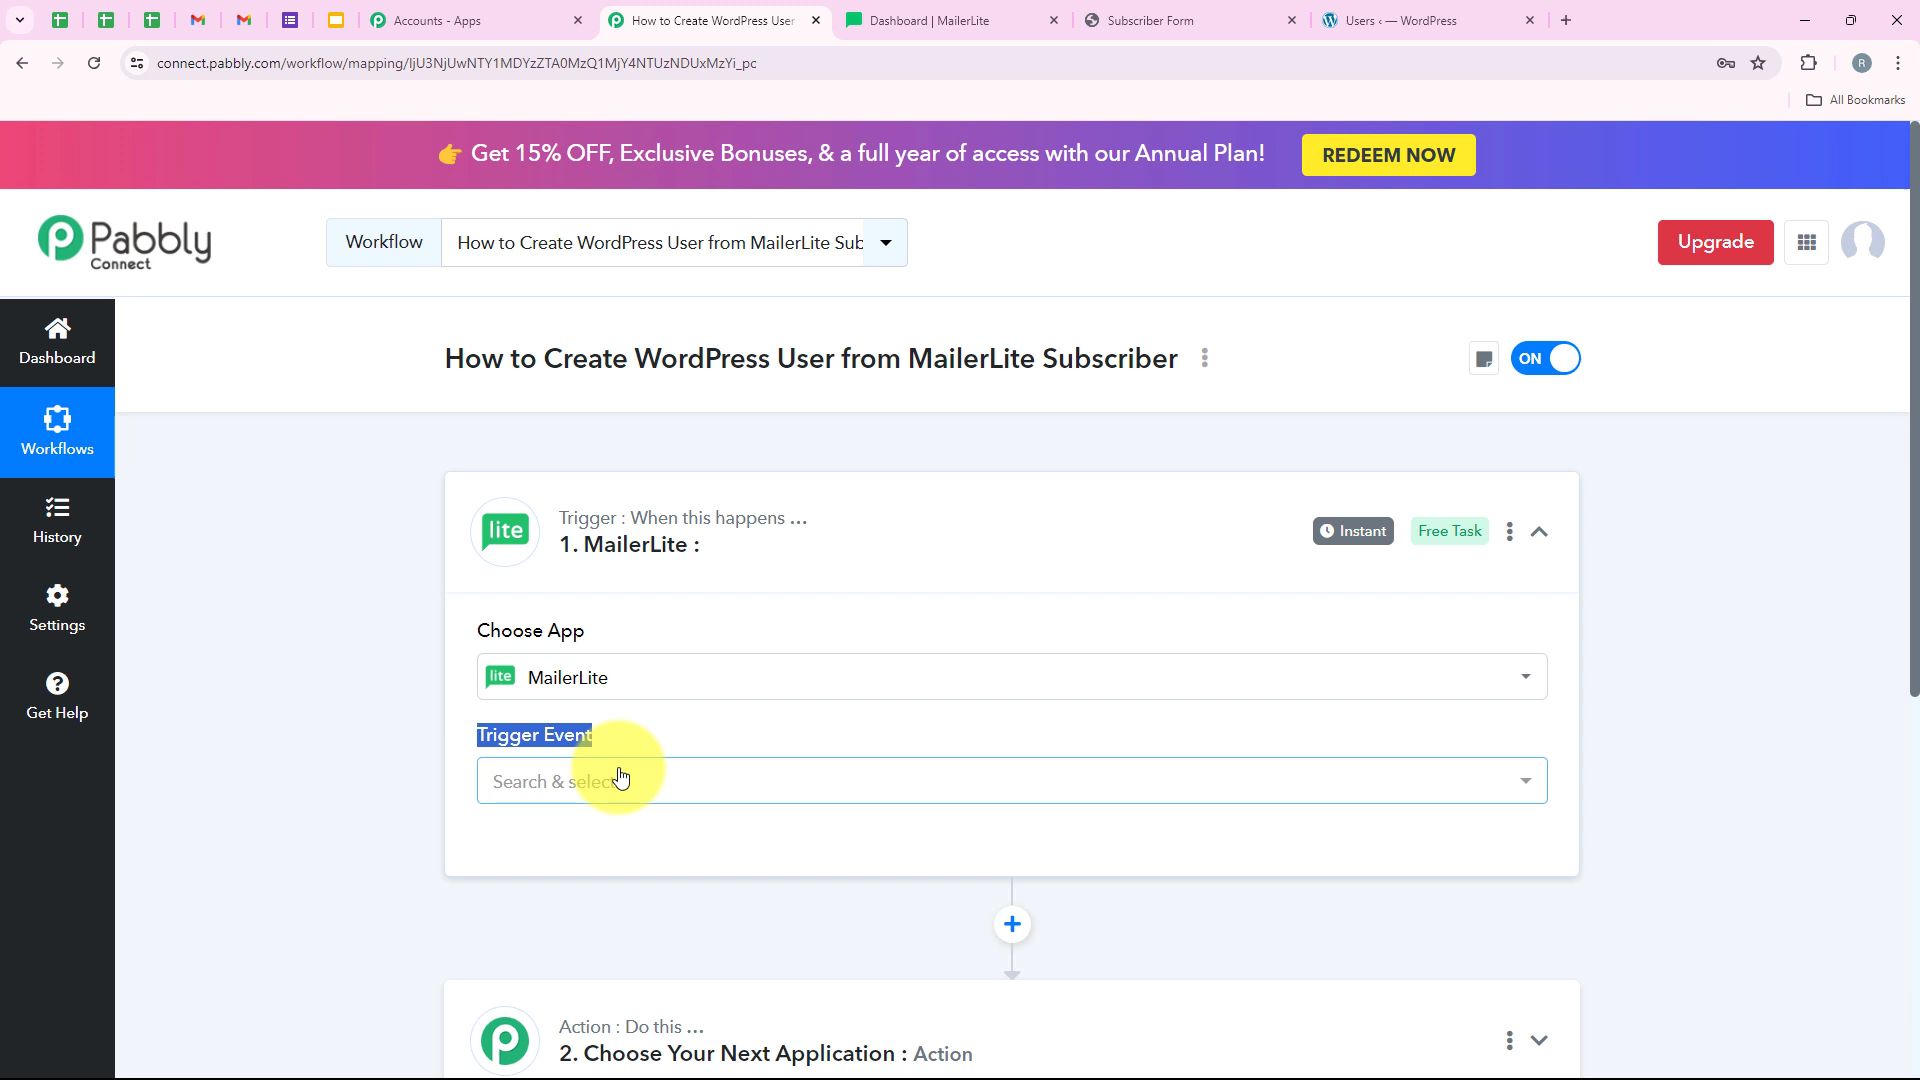 Accounts - Apps
How to Create WordPress User
Dashboard | MailerLite
Subscriber Form
Users ‹ — WordPress
connect.pabbly.com/workflow/mapping/IjU3NjUwNTY1MDYzZTA0MzQ1MjY4NTUzNDUxMzYi_pc
R
All Bookmarks
👉 Get 15% OFF, Exclusive Bonuses, & a full year of access with our Annual Plan!
REDEEM NOW
Pabbly
Connect
Workflow
How to Create WordPress User from MailerLite Sub
Upgrade
Dashboard
How to Create WordPress User from MailerLite Subscriber
ON
Workflows
History
Settings
Get Help
lite
Trigger : When this happens ...
1. MailerLite :
Instant
Free Task
Choose App
lite MailerLite
Trigger Event
Search & select
Action : Do this ...
2. Choose Your Next Application : Action